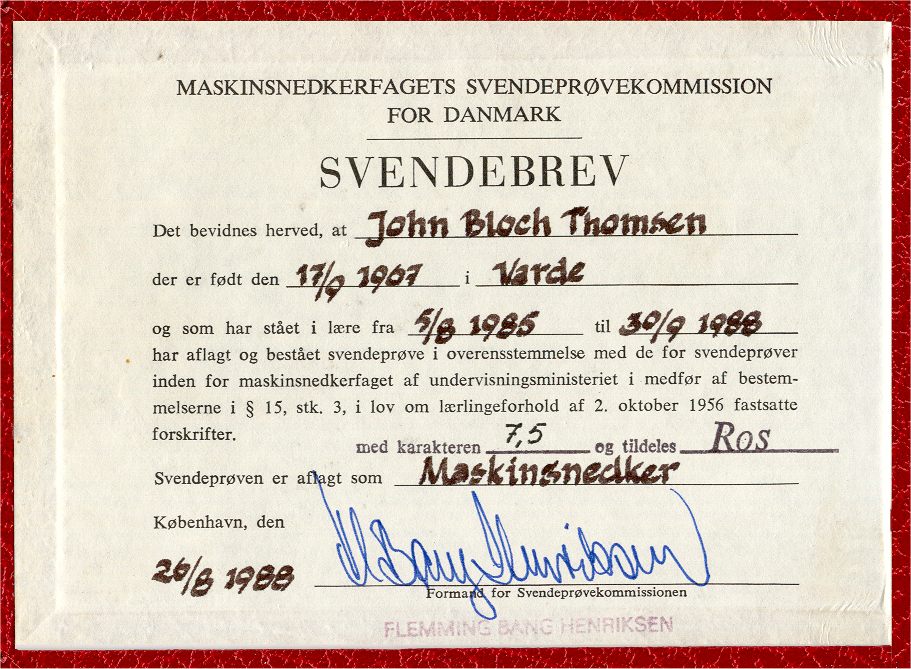 MASKINSNEDKERFAGETS SVENDEPRØVEKOMMISSION
FOR DANMARK
SVENDEBREV
Det bevidnes herved, at John Bloch Thomsen
der er født den 17/9 1967 i Varde
og som har stået i lære fra 5/8 1985 til 30/9 1988
har aflagt og bestået svendeprøve i overensstemmelse med de for svendeprøver
inden for maskinsnedkerfaget af undervisningsministeriet i medfør af bestem-
melserne i § 15, stk. 3, i lov om lærlingeforhold af 2. oktober 1956 fastsatte
forskrifter.
med karakteren 7,5 og tildeles Ros
Svendeprøven er aflagt som Maskinsnedker
København, den
26/8 1988
Bang Henriksen
Formand for Svendeprøvekommissionen
FLEMMING BANG HENRIKSEN